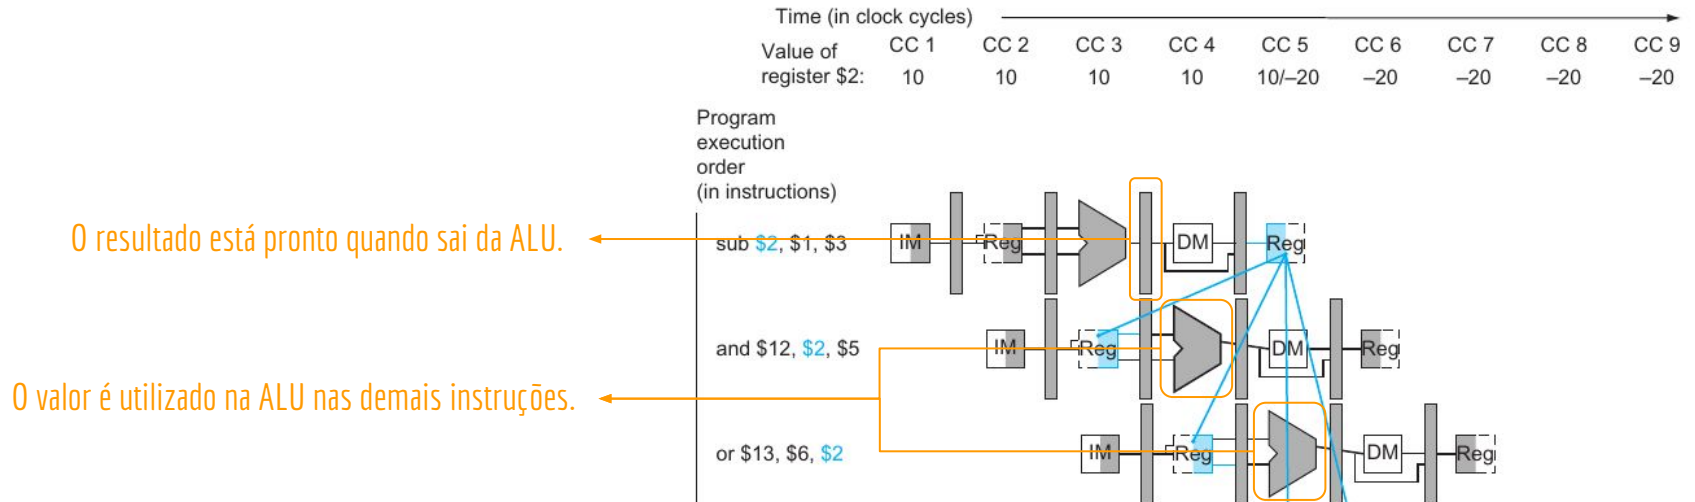 Time (in clock cycles)
Value of register $2:
CC 1 CC 2 CC 3 CC 4 CC 5 CC 6 CC 7 CC 8 CC 9
10 10 10 10 10/–20 –20 –20 –20 –20
Program
execution
order
(in instructions)
O resultado está pronto quando sai da ALU.
sub $2, $1, $3
IM Reg DM Reg
and $12, $2, $5
IM Reg DM Reg
O valor é utilizado na ALU nas demais instruções.
or $13, $6, $2
IM Reg DM Reg